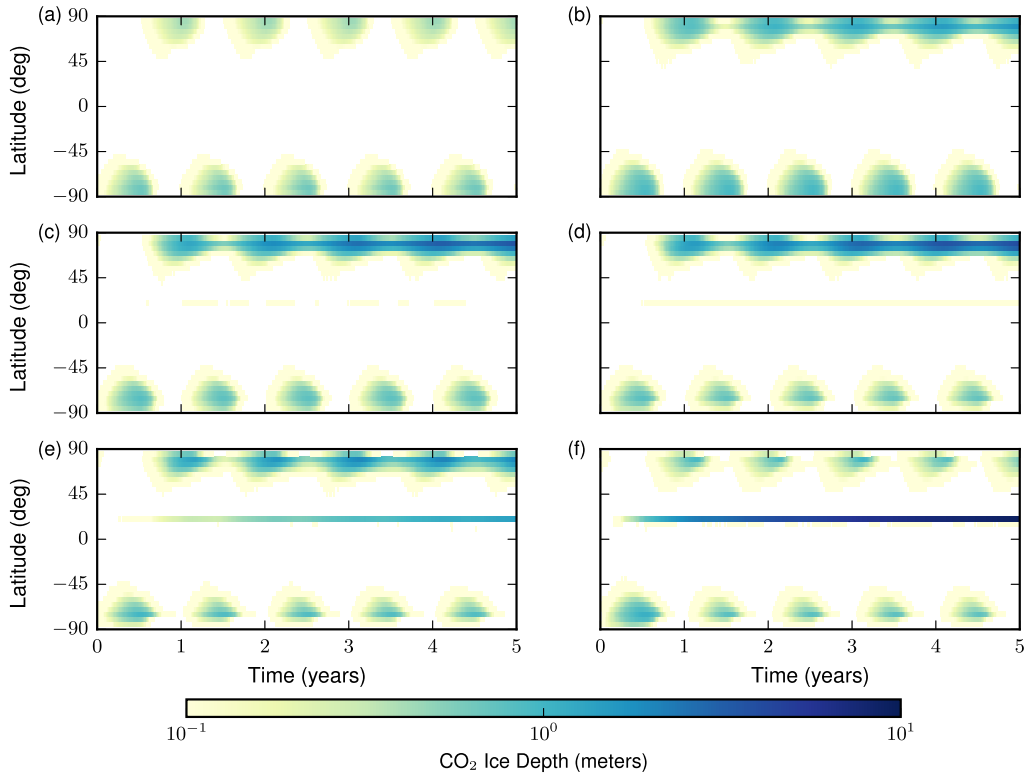 (a) (b)
Latitude (deg) 90 45 0 −45 −90
(c) (d)
Latitude (deg) 90 45 0 −45 −90
(e) (f)
Latitude (deg) 90 45 0 −45 −90
0 1 2 3 4 5 0 1 2 3 4 5
Time (years) Time (years)
10⁻¹ 10⁰ 10¹
CO₂ Ice Depth (meters)